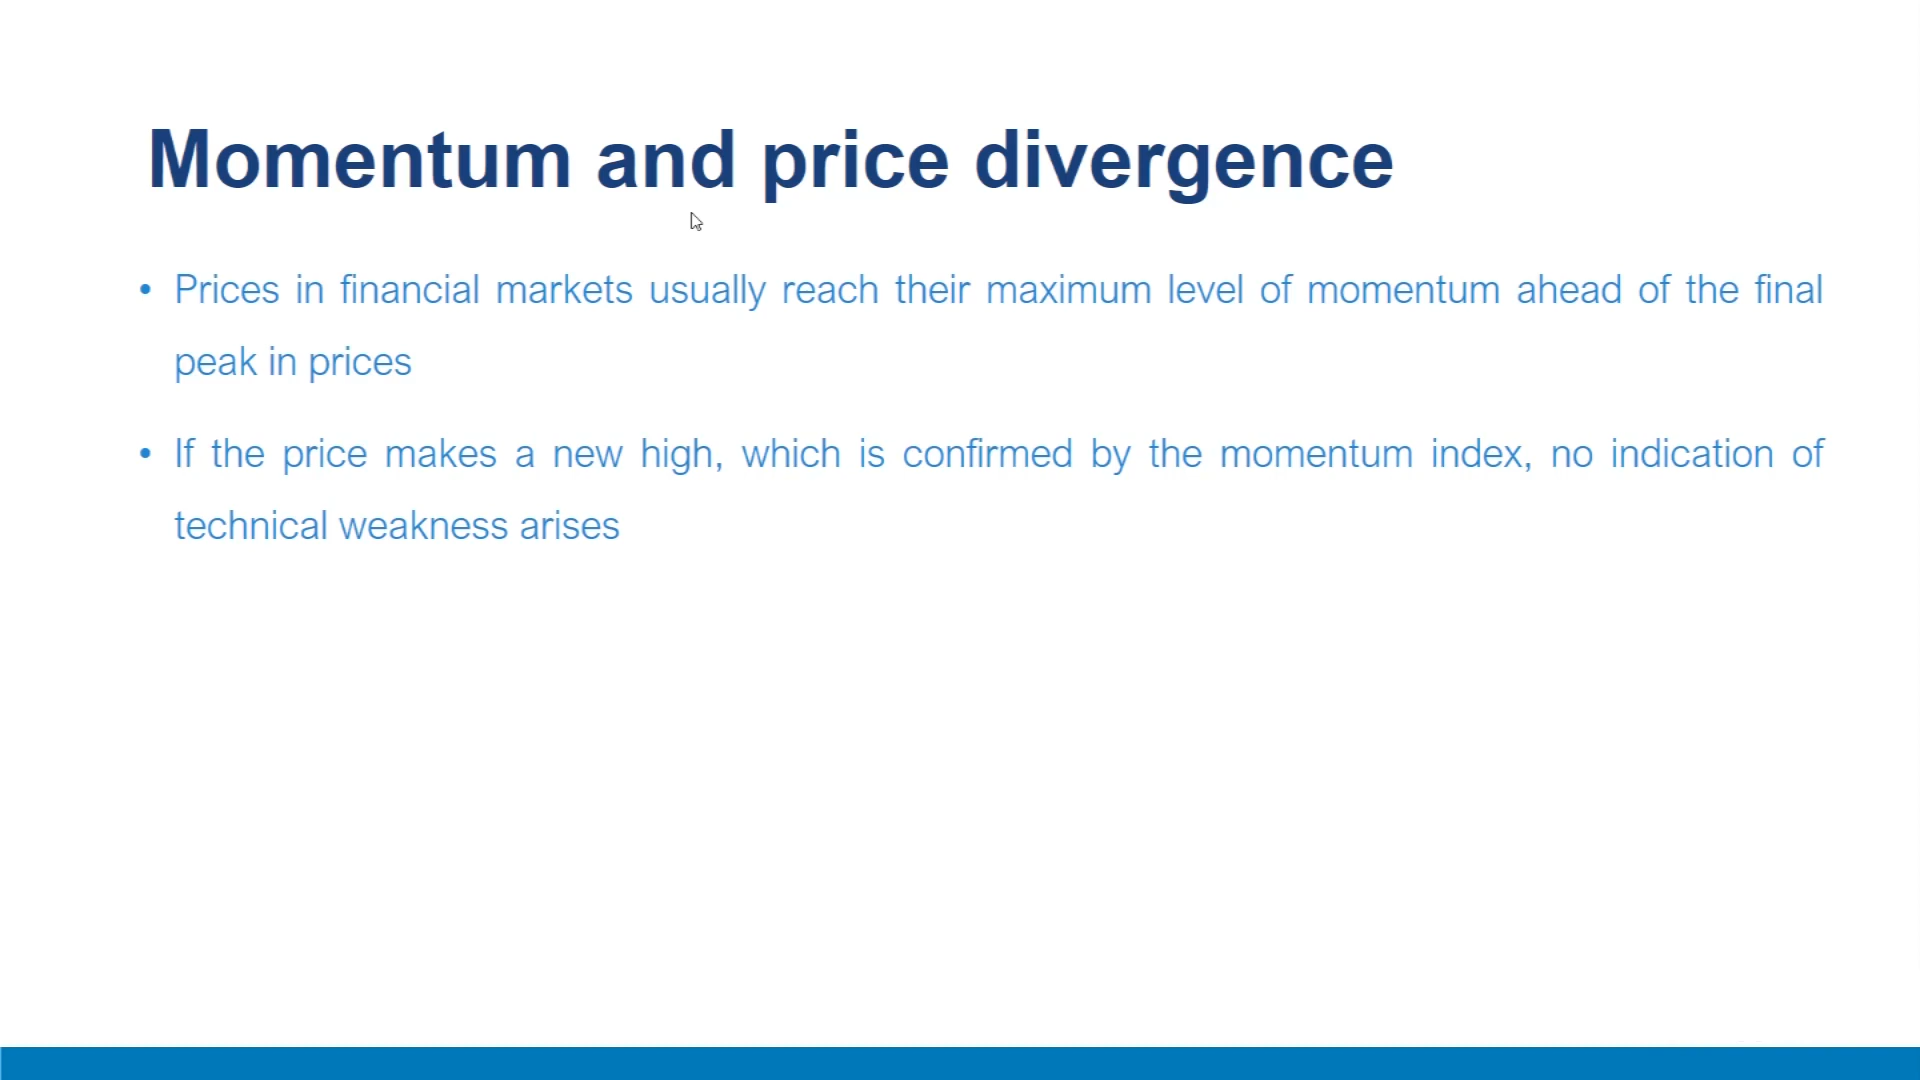 Momentum and price divergence
• Prices in financial markets usually reach their maximum level of momentum ahead of the final
peak in prices
• If the price makes a new high, which is confirmed by the momentum index, no indication of
technical weakness arises